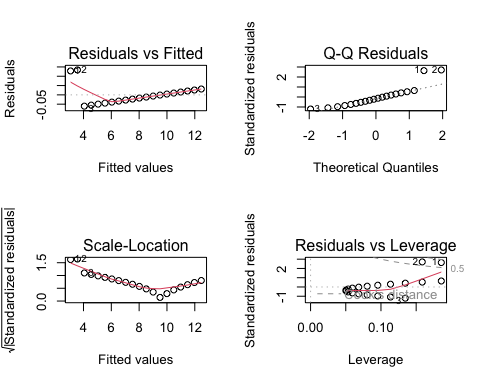 Residuals vs Fitted
Residuals
-0.05
2
3
4 6 8 10 12
Fitted values
Q-Q Residuals
Standardized residuals
-1 2
1 2
3
-2 -1 0 1 2
Theoretical Quantiles
Scale-Location
√|Standardized residuals|
0.0 1.5
2
4 6 8 10 12
Fitted values
Residuals vs Leverage
Standardized residuals
-1 2
2 1
0.5
3
Cook's distance
0.00 0.10
Leverage